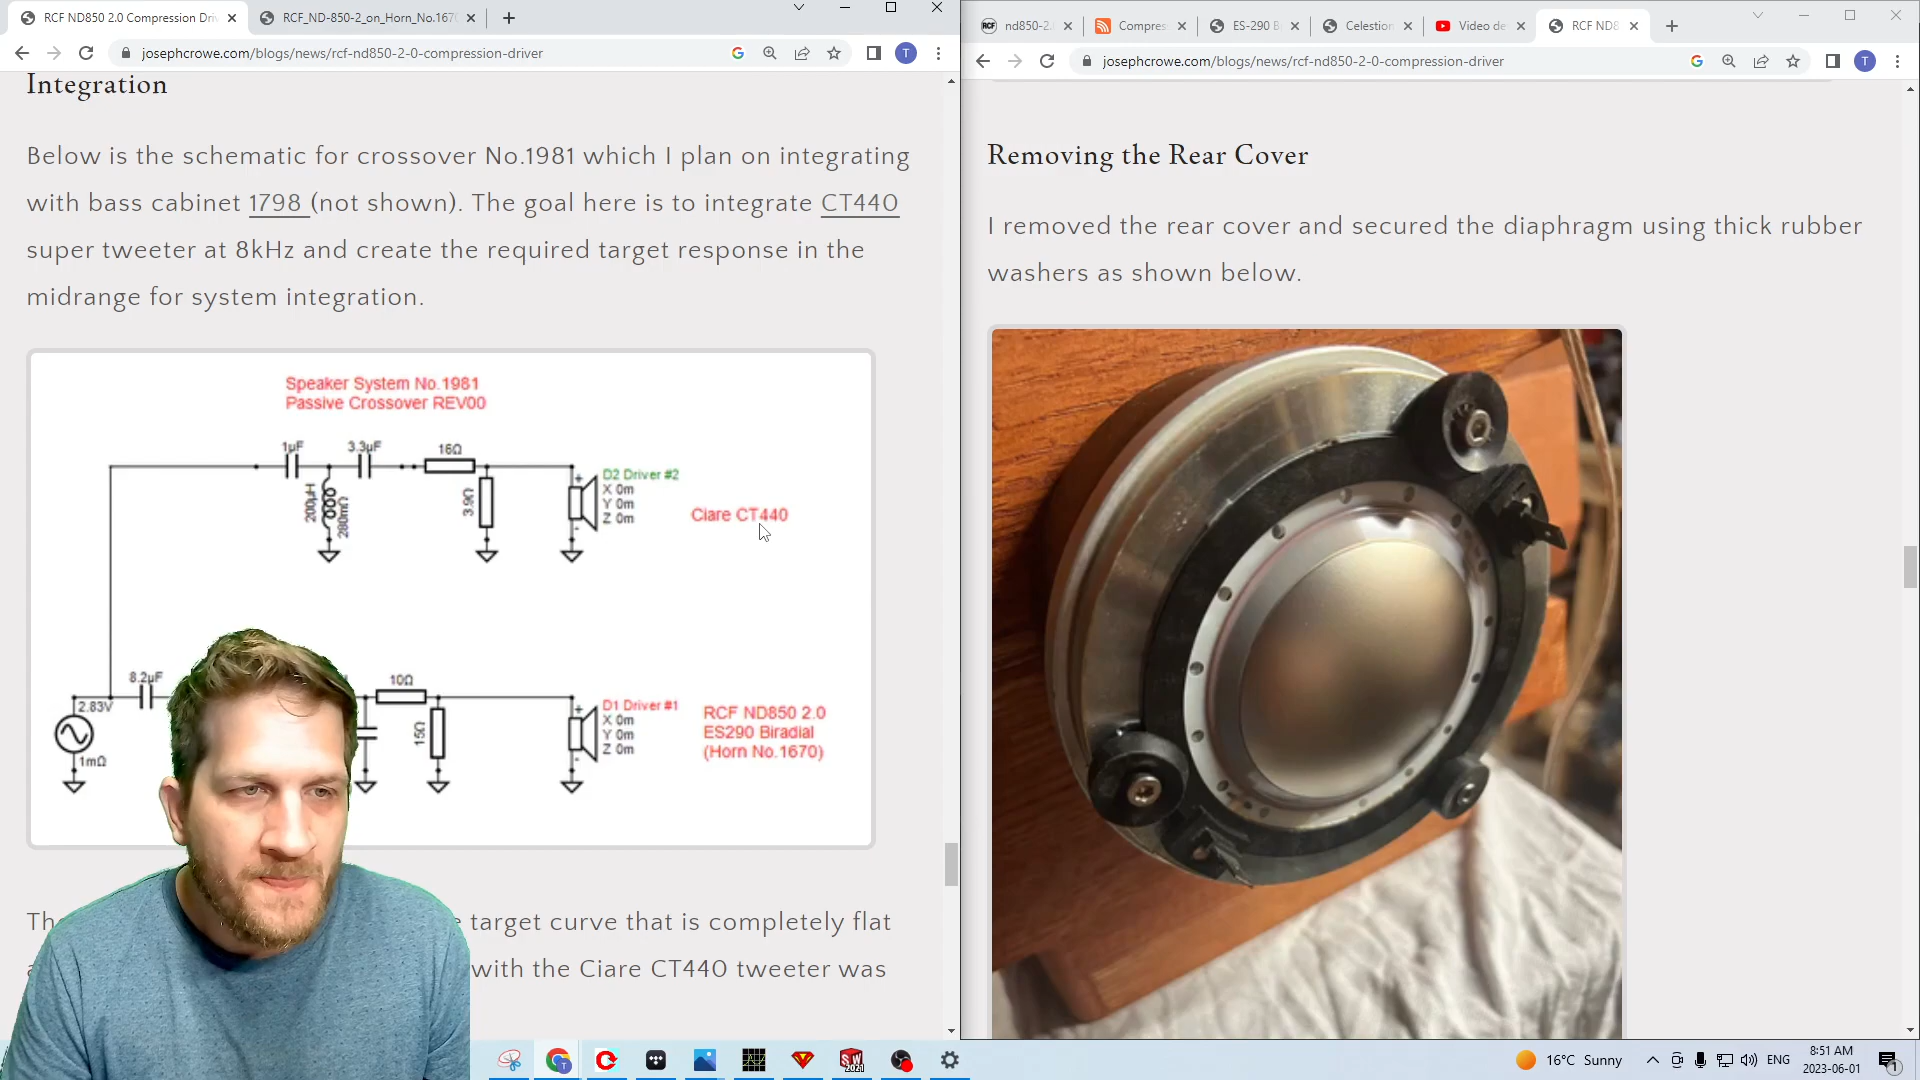 RCF ND850 2.0 Compression Dri
RCF_ND-850-2_on_Horn_No.1670
josephcrowe.com/blogs/news/rcf-nd850-2-0-compression-driver
T
Integration
Below is the schematic for crossover No.1981 which I plan on integrating
with bass cabinet 1798 (not shown). The goal here is to integrate CT440
super tweeter at 8kHz and create the required target response in the
midrange for system integration.
Speaker System No.1981
Passive Crossover REV00
1µF
3.3µF
16Ω
200µH
280mΩ
3.9Ω
D2 Driver #2
X 0m
Y 0m
Z 0m
Ciare CT440
8.2µF
10Ω
2.83V
1mΩ
15Ω
D1 Driver #1
X 0m
Y 0m
Z 0m
RCF ND850 2.0
ES290 Biradial
(Horn No.1670)
target curve that is completely flat
with the Ciare CT440 tweeter was
nd850-2.
Compres
ES-290 B
Celestion
Video de
RCF ND8
josephcrowe.com/blogs/news/rcf-nd850-2-0-compression-driver
T
Removing the Rear Cover
I removed the rear cover and secured the diaphragm using thick rubber
washers as shown below.
SW
2021
16°C Sunny
ENG
8:51 AM
2023-06-01
1